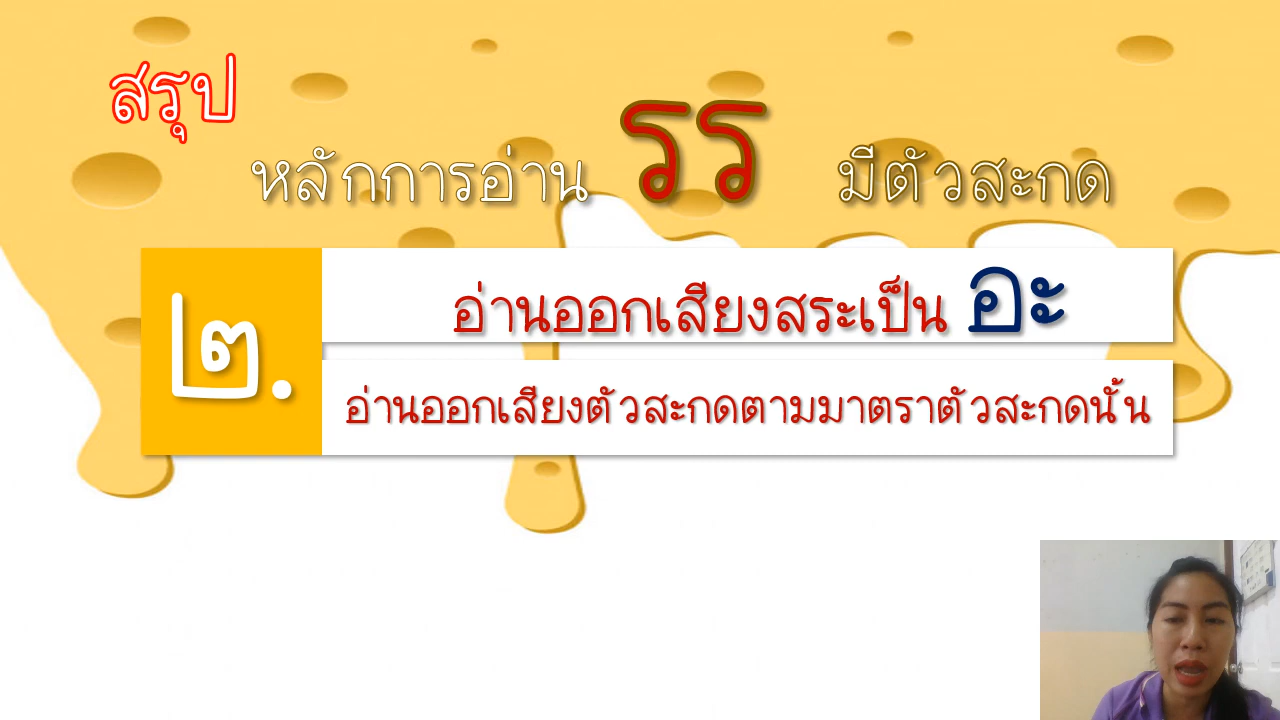 สรุป
หลักการอ่าน รร มีตัวสะกด
๒.
อ่านออกเสียงสระเป็น อะ
อ่านออกเสียงตัวสะกดตามมาตราตัวสะกดนั้น